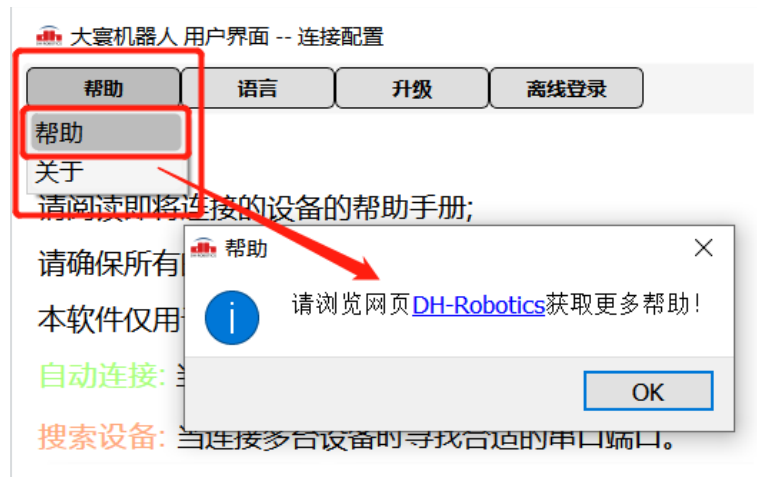 大寰机器人 用户界面 -- 连接配置
帮助 语言 升级 离线登录
帮助
关于
请阅读即将连接的设备的帮助手册;
请确保所有
帮助
请浏览网页DH-Robotics获取更多帮助！
本软件仅用
自动连接:
OK
搜索设备: 当连接多台设备时寻找合适的串口端口。